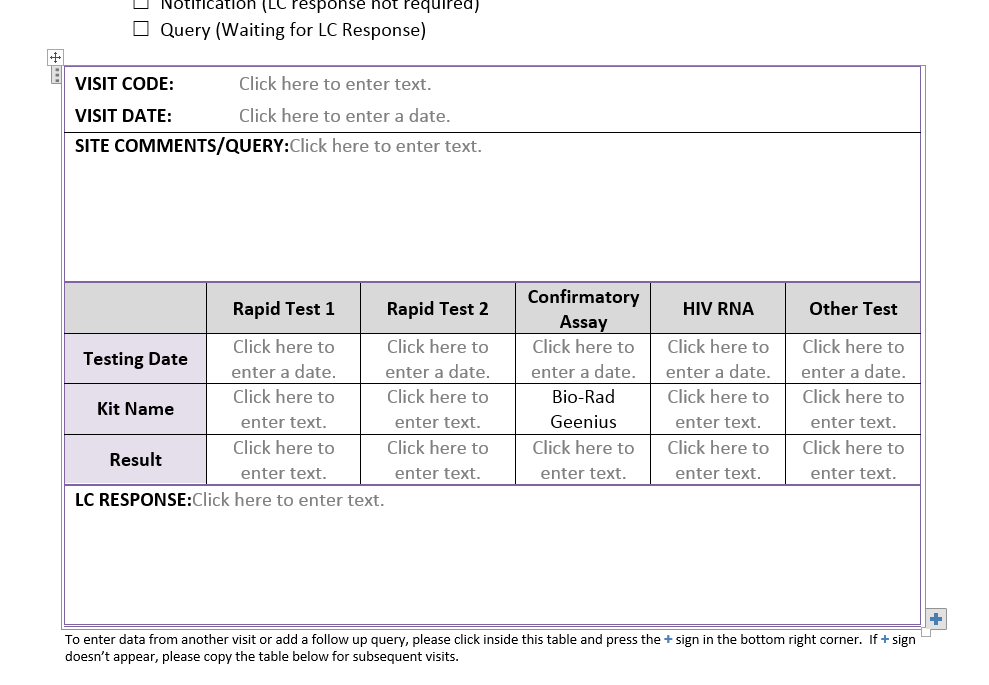 ☐ Notification (LC response not required)
☐ Query (Waiting for LC Response)
VISIT CODE: Click here to enter text.
VISIT DATE: Click here to enter a date.
SITE COMMENTS/QUERY:Click here to enter text.
Rapid Test 1 Rapid Test 2 Confirmatory Assay HIV RNA Other Test
Testing Date Click here to enter a date. Click here to enter a date. Click here to enter a date. Click here to enter a date. Click here to enter a date.
Kit Name Click here to enter text. Click here to enter text. Bio-Rad Geenius Click here to enter text. Click here to enter text.
Result Click here to enter text. Click here to enter text. Click here to enter text. Click here to enter text. Click here to enter text.
LC RESPONSE:Click here to enter text.
To enter data from another visit or add a follow up query, please click inside this table and press the + sign in the bottom right corner.  If + sign
doesn’t appear, please copy the table below for subsequent visits.